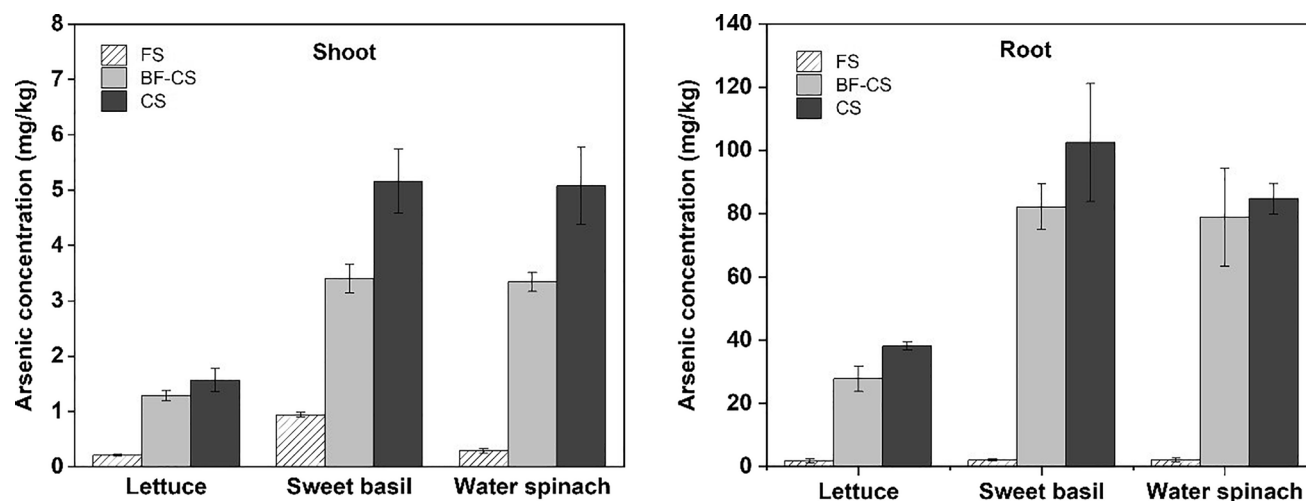 Shoot
FS
BF-CS
CS
Arsenic concentration (mg/kg)
8
7
6
5
4
3
2
1
0
Lettuce Sweet basil Water spinach
Root
FS
BF-CS
CS
Arsenic concentration (mg/kg)
140
120
100
80
60
40
20
0
Lettuce Sweet basil Water spinach